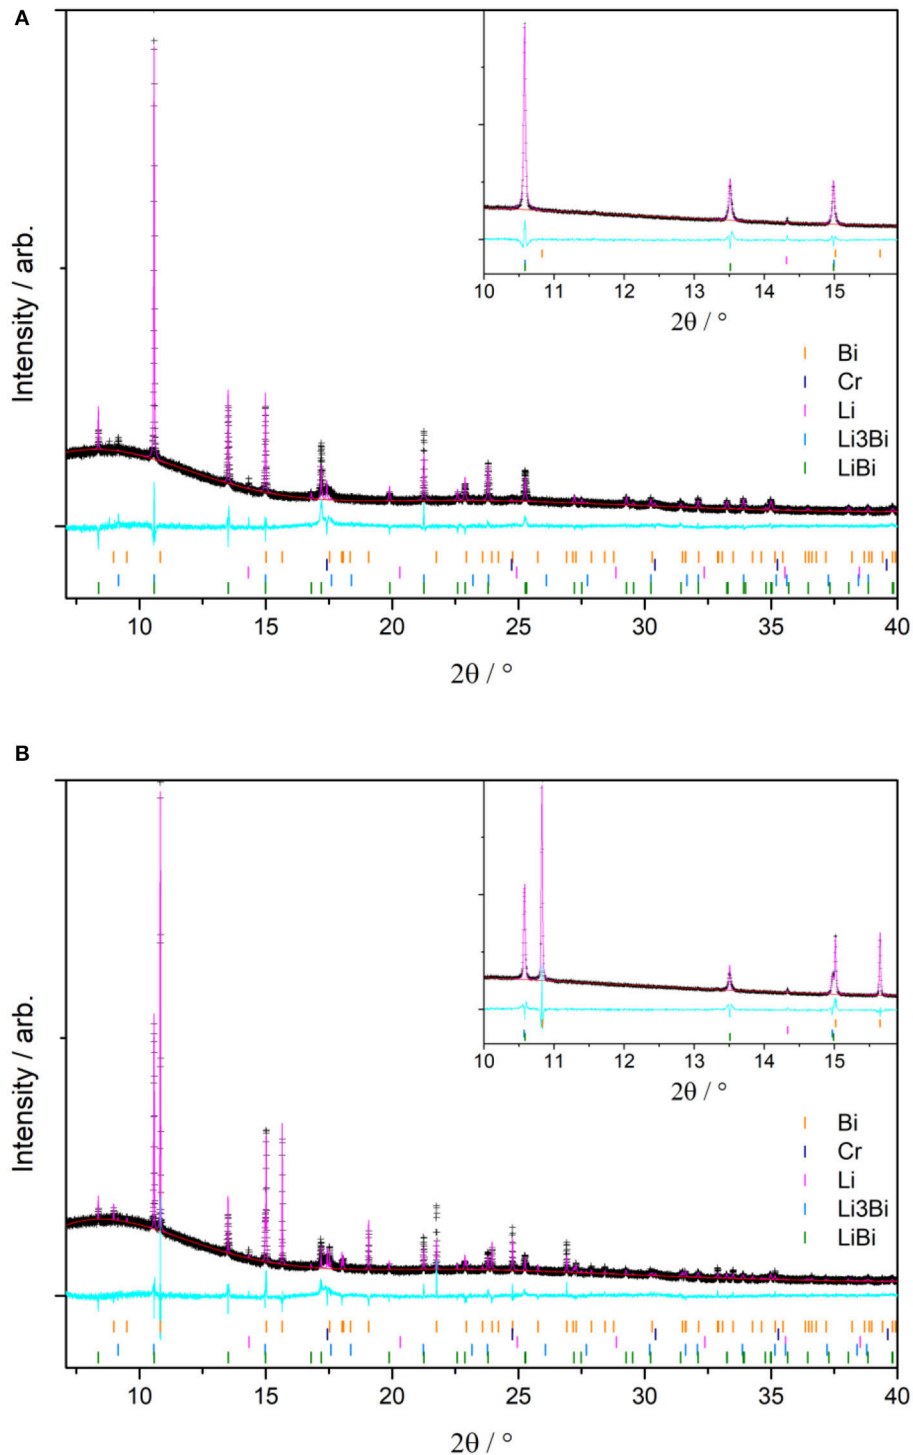 A
Intensity / arb.
10 11 12 13 14 15
2θ / °
Bi
Cr
Li
Li3Bi
LiBi
10 15 20 25 30 35 40
2θ / °
B
Intensity / arb.
10 11 12 13 14 15
2θ / °
Bi
Cr
Li
Li3Bi
LiBi
10 15 20 25 30 35 40
2θ / °